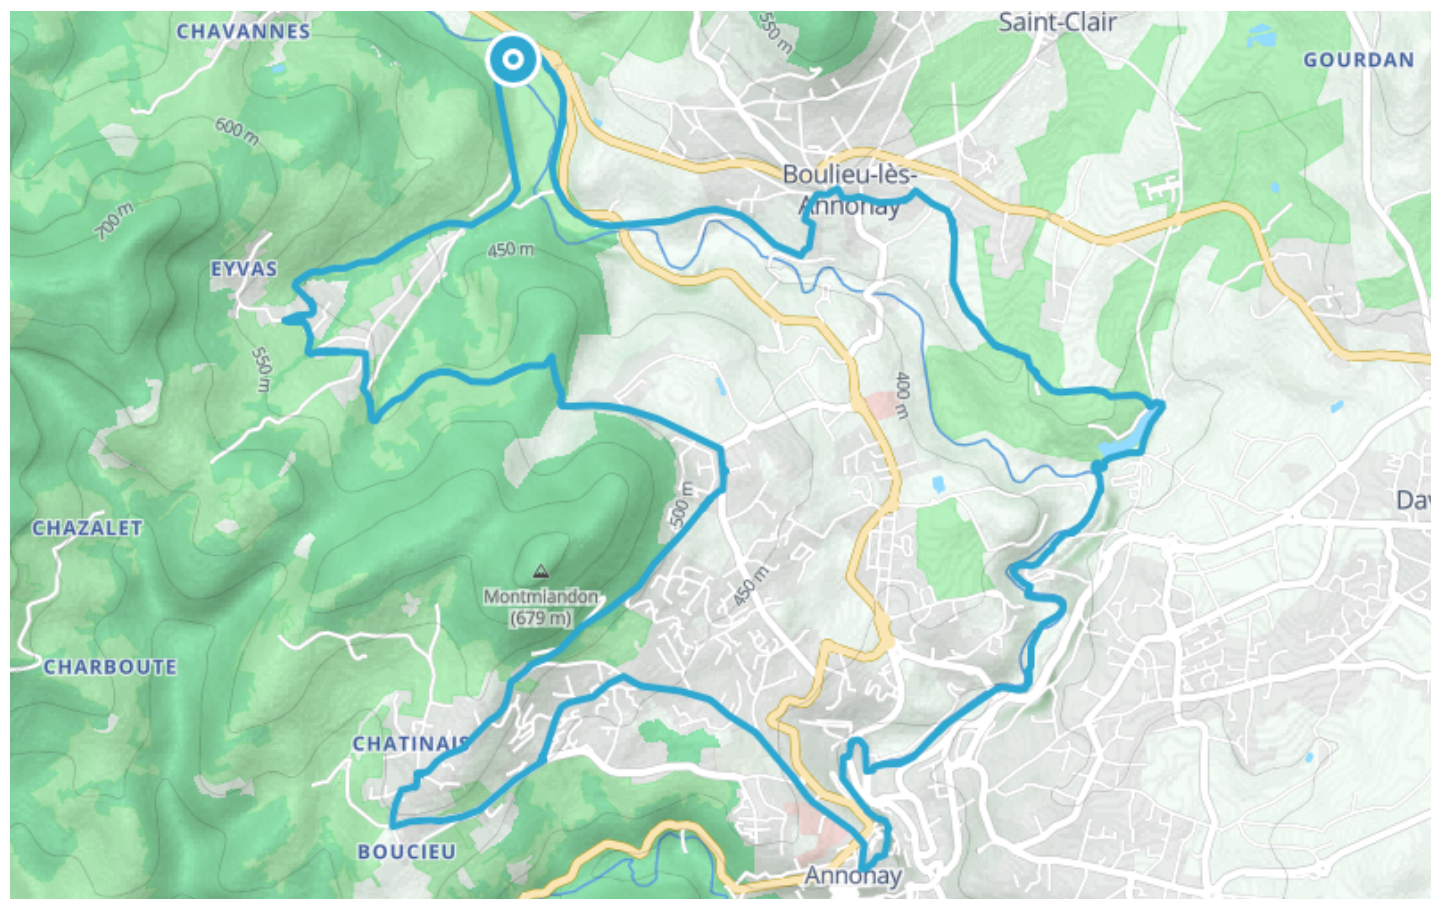 CHAVANNES
550 m
Saint-Clair
GOURDAN
600 m
Boulieu-lès-
Annonay
700 m
450 m
EYVAS
550 m
400 m
500 m
Dav
CHAZALET
450 m
Montmiandon
(679 m)
CHARBOUTE
CHATINAIS
BOUCIEU
Annonay